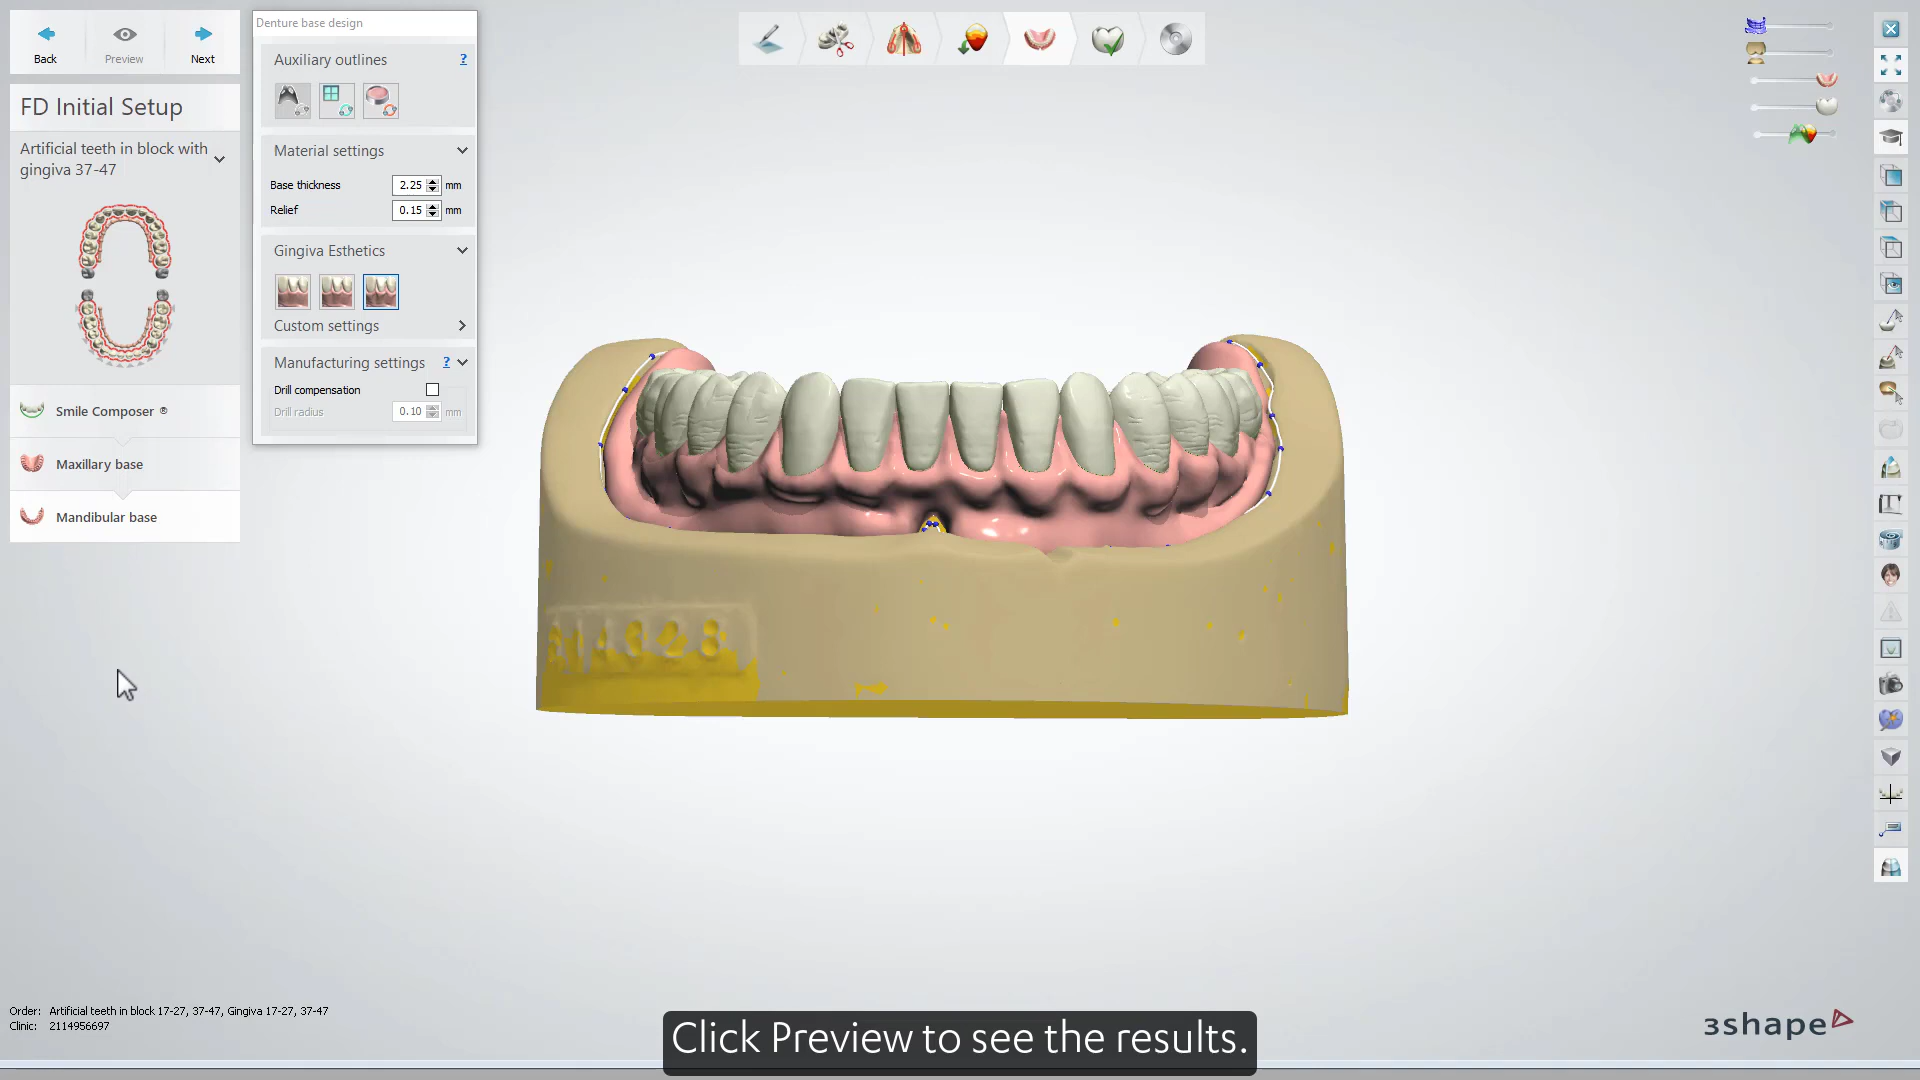 Back
Preview
Next
FD Initial Setup
Artificial teeth in block with
gingiva 37-47
Smile Composer ®
Maxillary base
Mandibular base
Denture base design
Auxiliary outlines
?
Material settings
Base thickness 2.25 mm
Relief 0.15 mm
Gingiva Esthetics
Custom settings
Manufacturing settings ?
Drill compensation
Drill radius 0.10 mm
Order: Artificial teeth in block 17-27, 37-47, Gingiva 17-27, 37-47
Clinic: 2114956697
Click Preview to see the results.
3shape